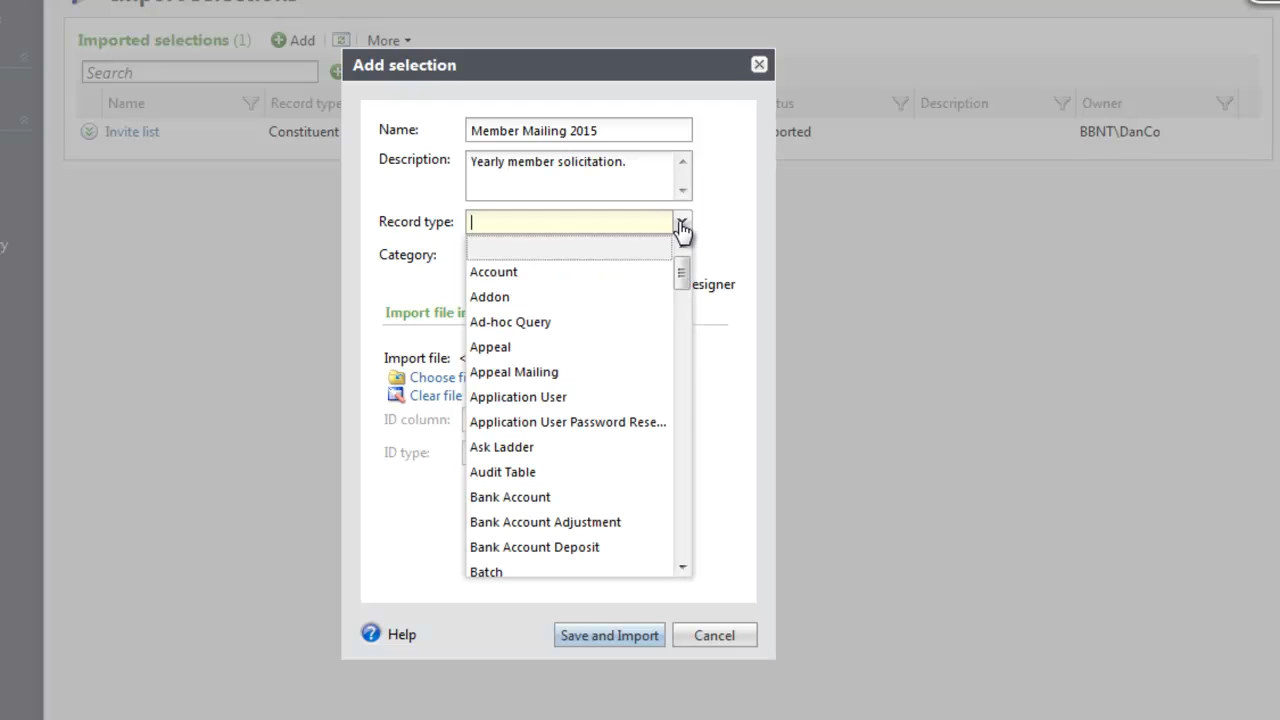 Imported selections (1) Add More
Search
Name Record type Description Owner
Invite list Constituent BBNT\DanCo
Add selection
Name: Member Mailing 2015
Description: Yearly member solicitation.
Record type:
Category:
Account
Addon
Ad-hoc Query
Appeal
Appeal Mailing
Application User
Application User Password Rese...
Ask Ladder
Audit Table
Bank Account
Bank Account Adjustment
Bank Account Deposit
Batch
esigner
Import file in
Import file: <
Choose fi
Clear file
ID column:
ID type:
Help Save and Import Cancel